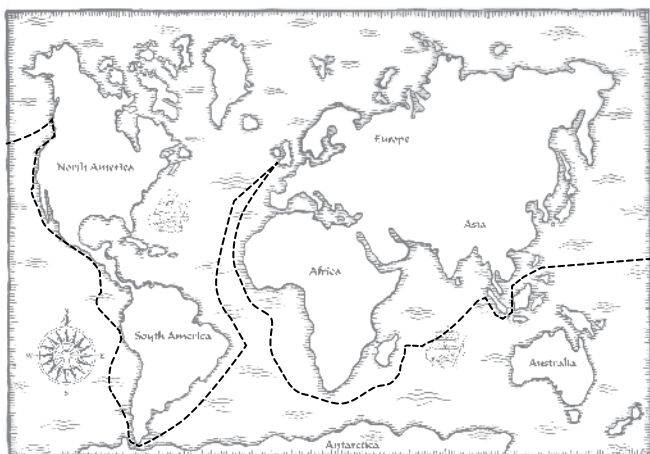 Europe
North America
Asia
Africa
N
South America
W
E
Australia
S
Antarctica